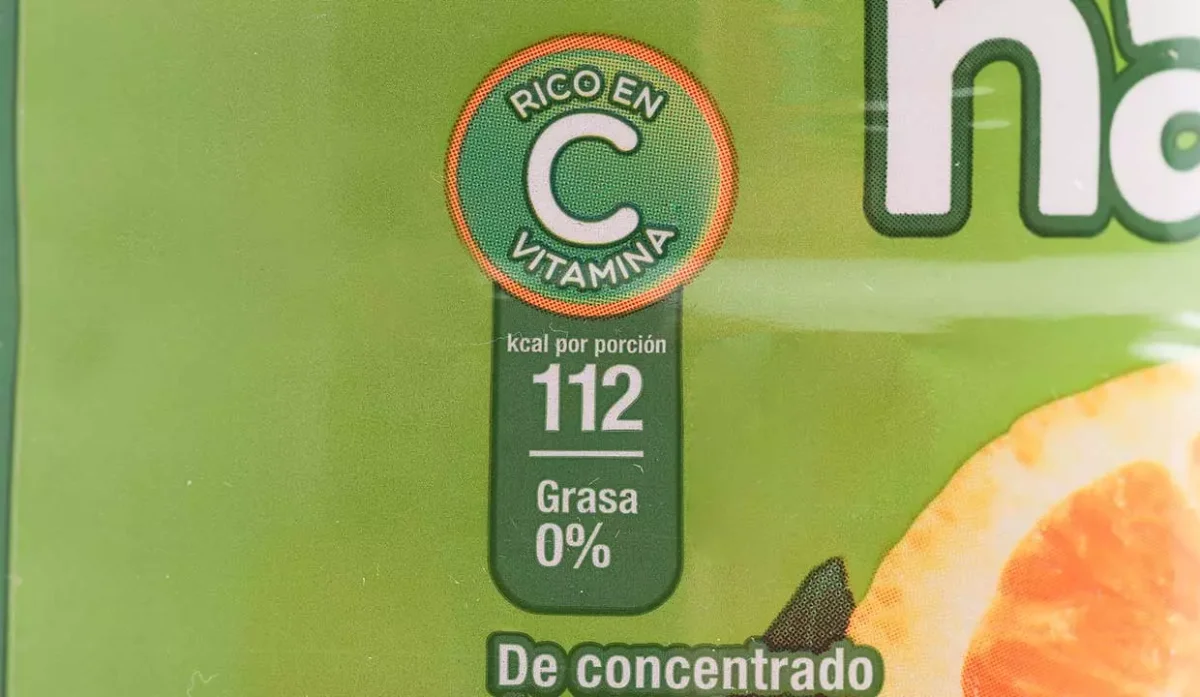 RICO EN
C
VITAMINA
kcal por porción
112
Grasa
0%
De concentrado